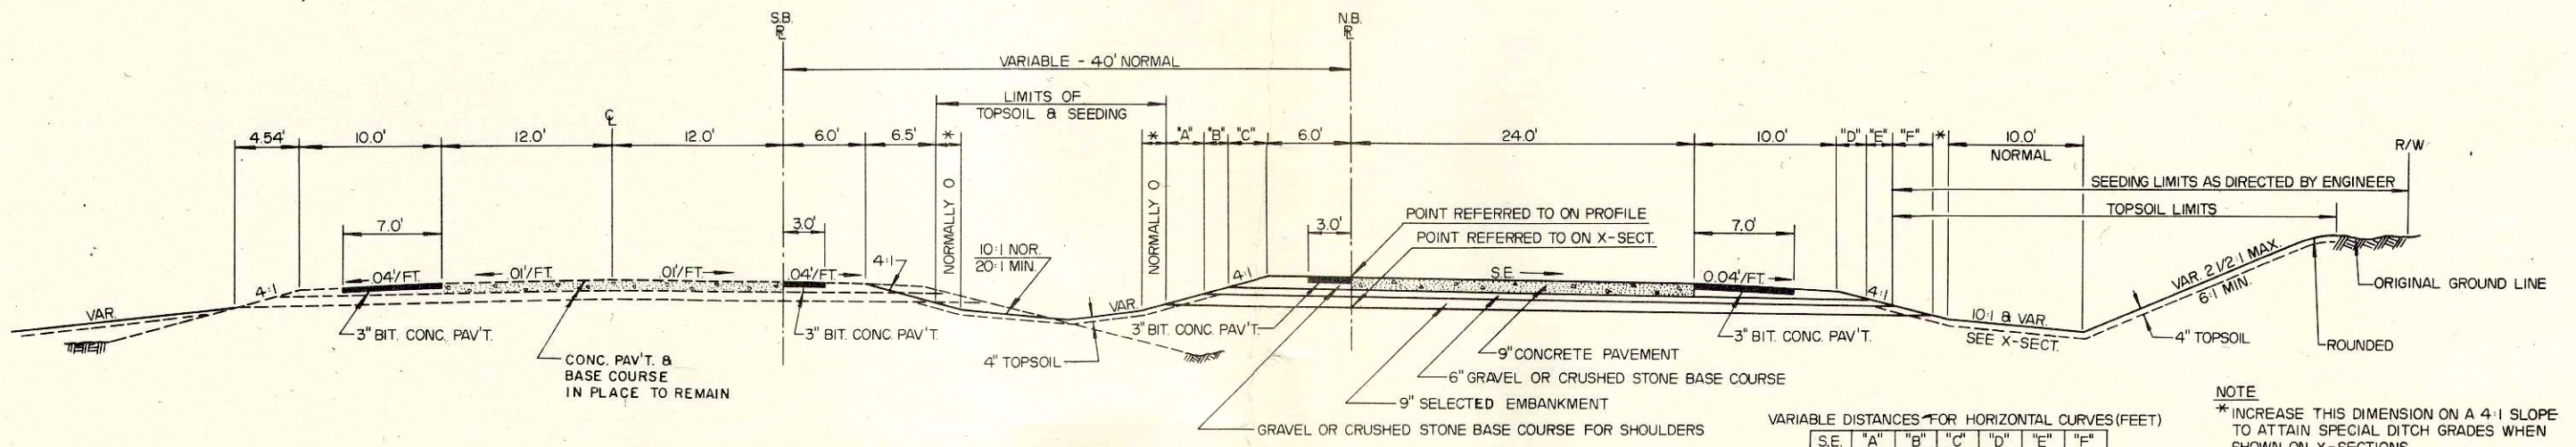 S.B.
N.B.
VARIABLE - 40' NORMAL
LIMITS OF
TOPSOIL & SEEDING
4.54'
10.0'
12.0'
12.0'
6.0'
6.5'
*
*
"A"
"B"
"C"
6.0'
24.0'
10.0'
"D"
"E"
"F"
*
10.0'
NORMAL
R/W
SEEDING LIMITS AS DIRECTED BY ENGINEER
TOPSOIL LIMITS
NORMALLY 0
NORMALLY 0
7.0'
3.0'
3.0'
7.0'
POINT REFERRED TO ON PROFILE
POINT REFERRED TO ON X-SECT.
10:1 NOR.
20:1 MIN.
VAR.
4:1
.04'/FT.
.01'/FT.
.01'/FT.
.04'/FT.
4:1
VAR.
4:1
S.E.
0.04'/FT.
4:1
10:1 & VAR.
SEE X-SECT.
VAR. 2 1/2:1 MAX.
6:1 MIN.
ORIGINAL GROUND LINE
3" BIT. CONC. PAV'T.
3" BIT. CONC. PAV'T.
3" BIT. CONC. PAV'T.
3" BIT. CONC. PAV'T.
4" TOPSOIL
ROUNDED
CONC. PAV'T. &
BASE COURSE
IN PLACE TO REMAIN
4" TOPSOIL
9" CONCRETE PAVEMENT
6" GRAVEL OR CRUSHED STONE BASE COURSE
9" SELECTED EMBANKMENT
GRAVEL OR CRUSHED STONE BASE COURSE FOR SHOULDERS
VARIABLE DISTANCES FOR HORIZONTAL CURVES (FEET)
S.E. "A" "B" "C" "D" "E" "F"
NOTE
* INCREASE THIS DIMENSION ON A 4:1 SLOPE
TO ATTAIN SPECIAL DITCH GRADES WHEN
SHOWN ON X-SECTIONS